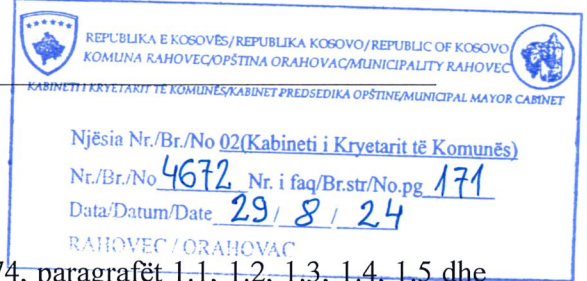 REPUBLIKA E KOSOVËS/REPUBLIKA KOSOVO/REPUBLIC OF KOSOVO
KOMUNA RAHOVEC/OPŠTINA ORAHOVAC/MUNICIPALITY RAHOVEC
KABINETI I KRYETARIT TË KOMUNËS/KABINET PREDSEDIKA OPŠTINE/MUNICIPAL MAYOR CABINET
Njësia Nr./Br./No 02(Kabineti i Kryetarit të Komunës)
Nr./Br./No 4672 Nr. i faq/Br.str/No.pg 171
Data/Datum/Date 29 / 8 / 24
RAHOVEC / ORAHOVAC
74, paragrafët 1.1, 1.2, 1.3, 1.4, 1.5 dhe